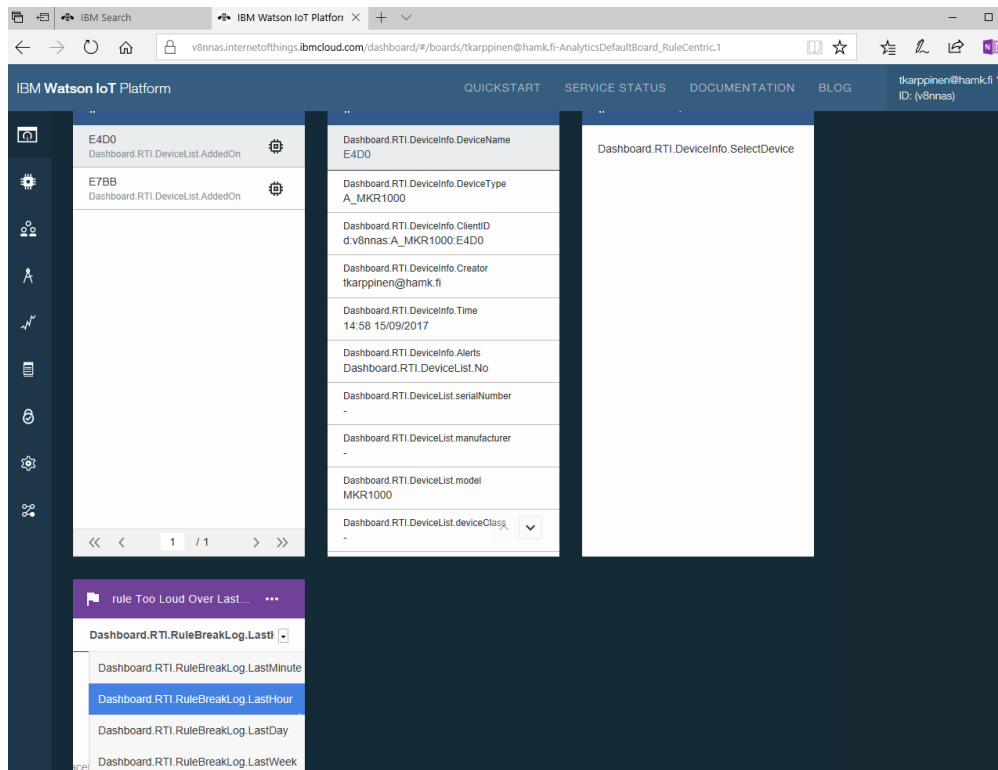 IBM Search
IBM Watson IoT Platforr
v8nnas.internetofthings.ibmcloud.com/dashboard/#/boards/tkarppinen@hamk.fi-AnalyticsDefaultBoard_RuleCentric.1
IBM Watson IoT Platform
QUICKSTART
SERVICE STATUS
DOCUMENTATION
BLOG
tkarppinen@hamk.fi
ID: (v8nnas)
E4D0
Dashboard.RTI.DeviceList.AddedOn
E7BB
Dashboard.RTI.DeviceList.AddedOn
1 / 1
Dashboard.RTI.DeviceInfo.DeviceName
E4D0
Dashboard.RTI.DeviceInfo.DeviceType
A_MKR1000
Dashboard.RTI.DeviceInfo.ClientID
d:v8nnas:A_MKR1000:E4D0
Dashboard.RTI.DeviceInfo.Creator
tkarppinen@hamk.fi
Dashboard.RTI.DeviceInfo.Time
14:58 15/09/2017
Dashboard.RTI.DeviceInfo.Alerts
Dashboard.RTI.DeviceList.No
Dashboard.RTI.DeviceList.serialNumber
-
Dashboard.RTI.DeviceList.manufacturer
-
Dashboard.RTI.DeviceList.model
MKR1000
Dashboard.RTI.DeviceList.deviceClass
-
Dashboard.RTI.DeviceInfo.SelectDevice
rule Too Loud Over Last...
Dashboard.RTI.RuleBreakLog.LastH
Dashboard.RTI.RuleBreakLog.LastMinute
Dashboard.RTI.RuleBreakLog.LastHour
Dashboard.RTI.RuleBreakLog.LastDay
Dashboard.RTI.RuleBreakLog.LastWeek